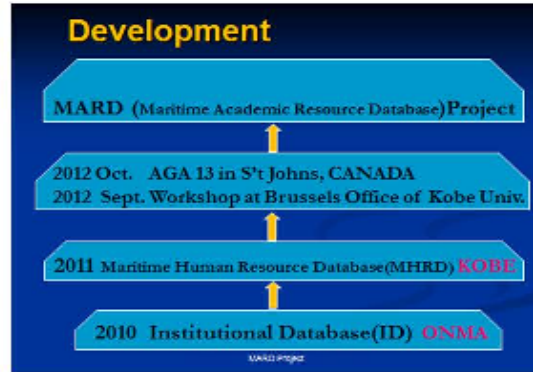 Development
MARD (Maritime Academic Resource Database)Project
2012 Oct. AGA 13 in S't Johns, CANADA
2012 Sept. Workshop at Brussels Office of Kobe Univ.
2011 Maritime Human Resource Database(MHRD) KOBE
2010 Institutional Database(ID) ONMA
MARD Project